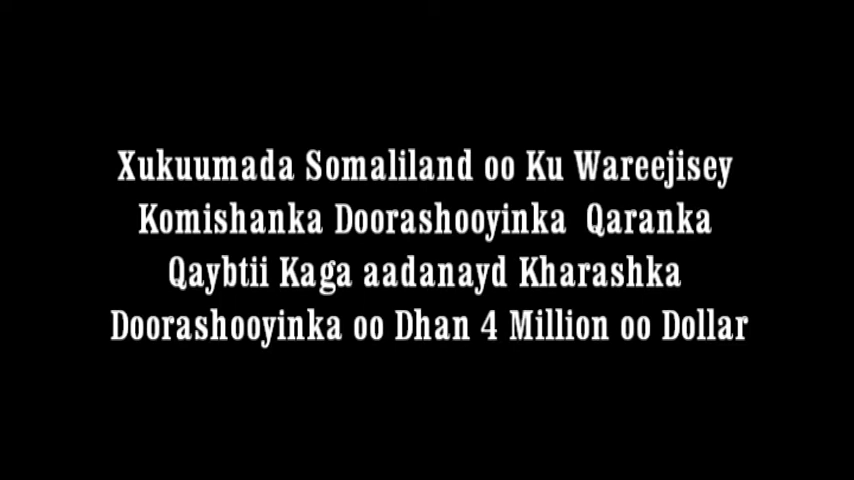 Xukuumada Somaliland oo Ku Wareejisey
Komishanka Doorashooyinka Qaranka
Qaybtii Kaga aadanayd Kharashka
Doorashooyinka oo Dhan 4 Million oo Dollar